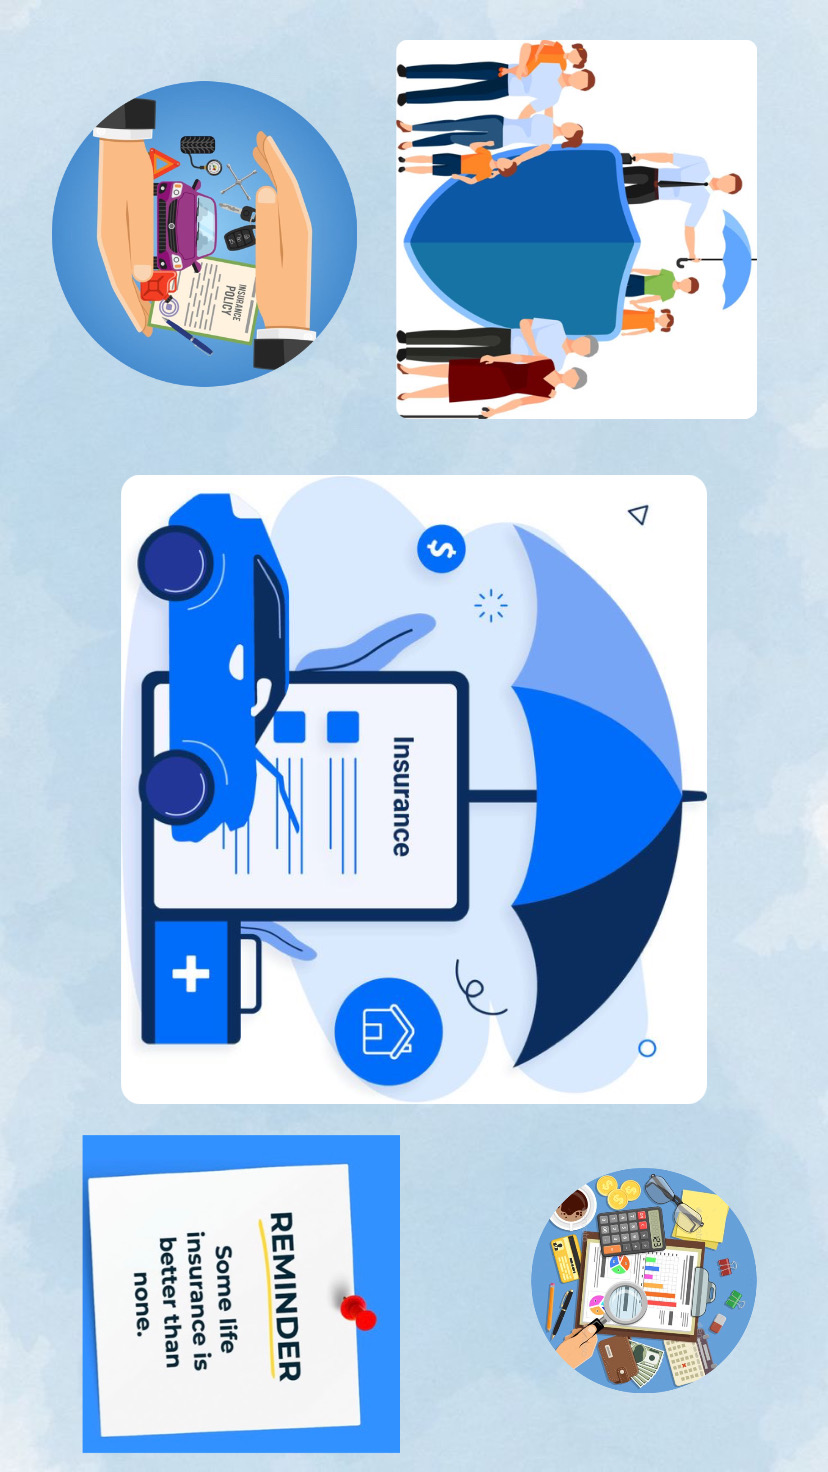 $
Insurance
INSURANCE
POLICY
REMINDER
Some life
insurance is
better than
none.